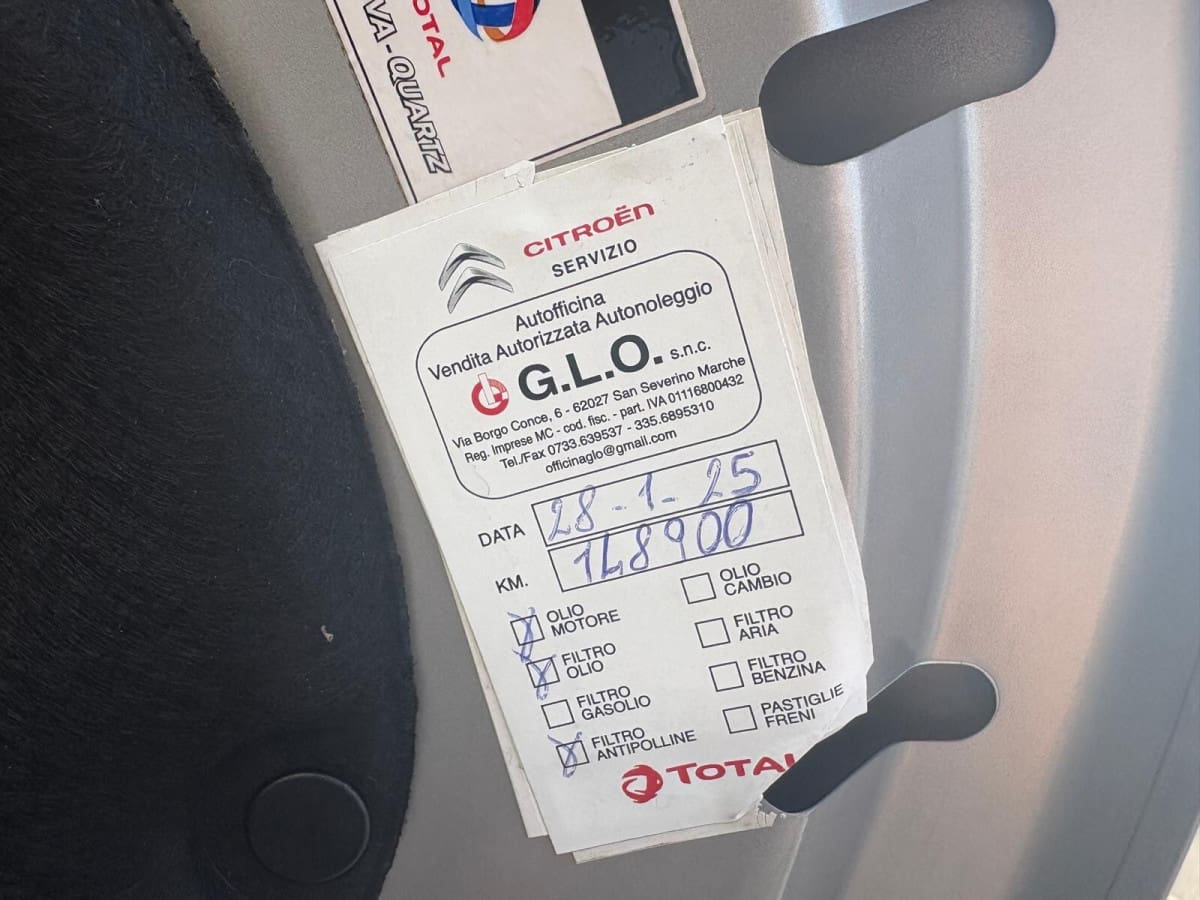 TOTAL
VA - QUARTZ
CITROËN
SERVIZIO
Autofficina
Vendita Autorizzata Autonoleggio
G.L.O. s.n.c.
Via Borgo Conce, 6 - 62027 San Severino Marche
Reg. Imprese MC - cod. fisc. - part. IVA 01116800432
Tel./Fax 0733.639537 - 335.6895310
officinaglo@gmail.com
DATA 28-1-25
KM. 148900
OLIO MOTORE
OLIO CAMBIO
FILTRO OLIO
FILTRO ARIA
FILTRO GASOLIO
FILTRO BENZINA
FILTRO ANTIPOLLINE
PASTIGLIE FRENI
TOTAL